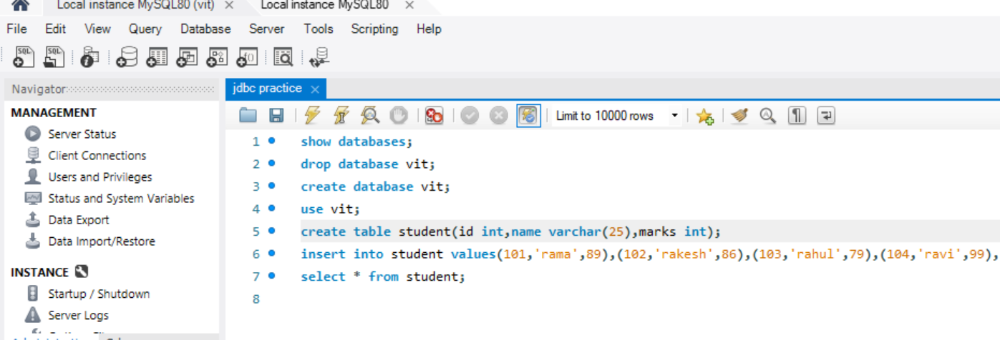 Local instance MySQL80 (vit) × Local instance MySQL80 ×
File Edit View Query Database Server Tools Scripting Help
SQL SQL
Navigator
jdbc practice ×
MANAGEMENT
Server Status
Client Connections
Users and Privileges
Status and System Variables
Data Export
Data Import/Restore
INSTANCE
Startup / Shutdown
Server Logs
Limit to 10000 rows
1 show databases;
2 drop database vit;
3 create database vit;
4 use vit;
5 create table student(id int,name varchar(25),marks int);
6 insert into student values(101,'rama',89),(102,'rakesh',86),(103,'rahul',79),(104,'ravi',99),
7 select * from student;
8